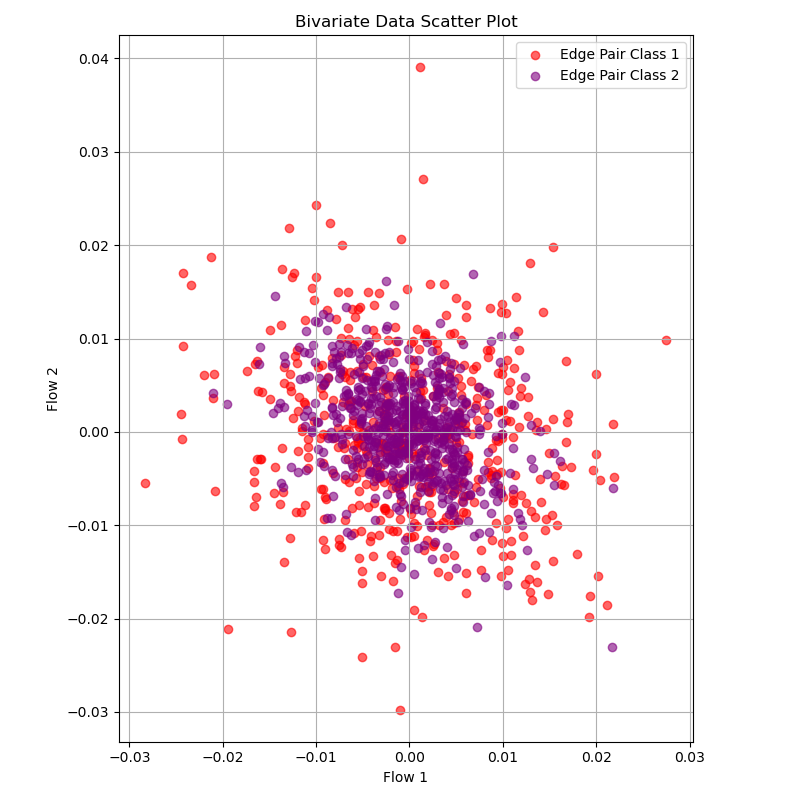 Bivariate Data Scatter Plot
Edge Pair Class 1
Edge Pair Class 2
0.04
0.03
0.02
0.01
0.00
−0.01
−0.02
−0.03
Flow 2
−0.03 −0.02 −0.01 0.00 0.01 0.02 0.03
Flow 1